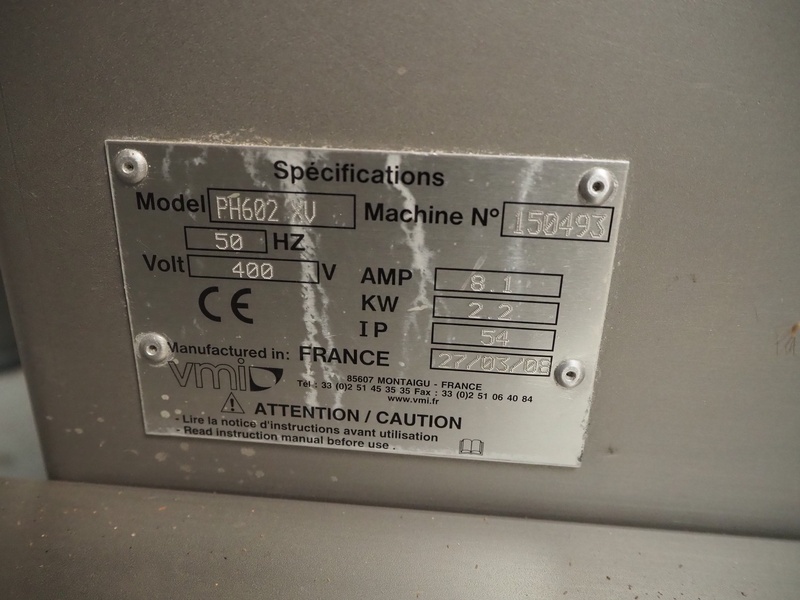 Spécifications
Model PH602 XV Machine Nº 150493
50 HZ
Volt 400 V AMP 8.1
KW 2.2
CE
IP 54
Manufactured in: FRANCE 27/03/08
vmi
85607 MONTAIGU - FRANCE
Tél.: 33 (0)2 51 45 35 35 Fax : 33 (0)2 51 06 40 84
www.vmi.fr
ATTENTION / CAUTION
- Lire la notice d'instructions avant utilisation
- Read instruction manual before use .